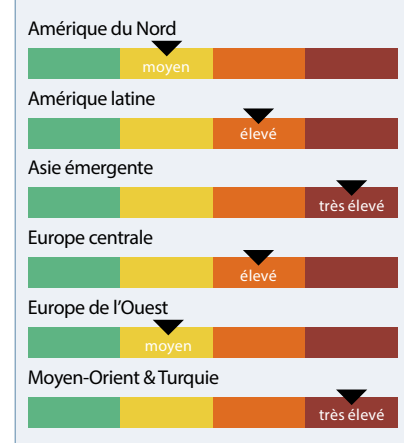 Amérique du Nord
moyen
Amérique latine
élevé
Asie émergente
très élevé
Europe centrale
élevé
Europe de l'Ouest
moyen
Moyen-Orient & Turquie
très élevé